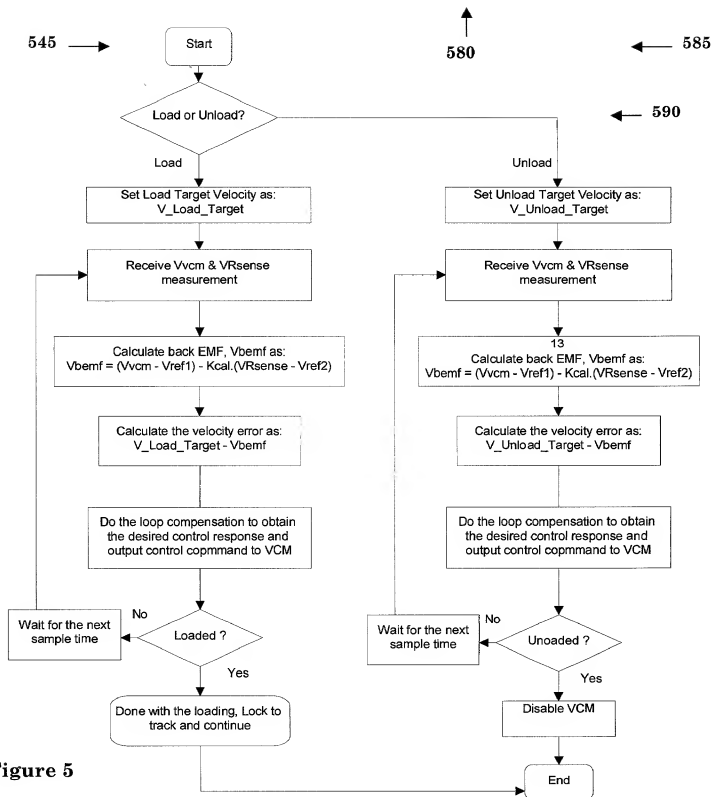 545
Start
580
585
Load or Unload?
590
Load
Unload
Set Load Target Velocity as:
V_Load_Target
Set Unload Target Velocity as:
V_Unload_Target
Receive Vvcm & VRsense
measurement
Receive Vvcm & VRsense
measurement
Calculate back EMF, Vbemf as:
Vbemf = (Vvcm - Vref1) - Kcal.(VRsense - Vref2)
13
Calculate back EMF, Vbemf as:
Vbemf = (Vvcm - Vref1) - Kcal.(VRsense - Vref2)
Calculate the velocity error as:
V_Load_Target - Vbemf
Calculate the velocity error as:
V_Unload_Target - Vbemf
Do the loop compensation to obtain
the desired control response and
output control copmmand to VCM
Do the loop compensation to obtain
the desired control response and
output control copmmand to VCM
No
Wait for the next
sample time
Loaded ?
Yes
No
Wait for the next
sample time
Unoaded ?
Yes
Done with the loading, Lock to
track and continue
Disable VCM
End
igure 5